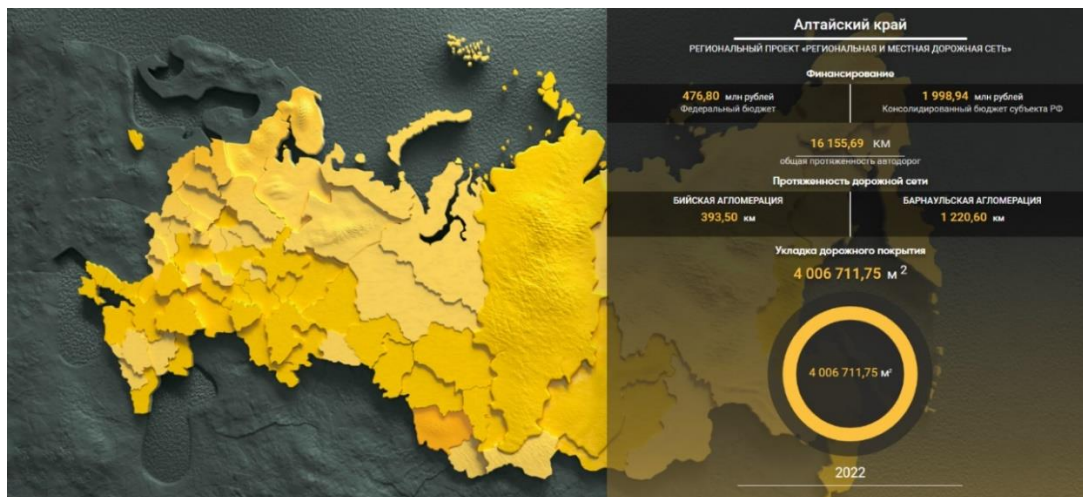 Алтайский край
РЕГИОНАЛЬНЫЙ ПРОЕКТ «РЕГИОНАЛЬНАЯ И МЕСТНАЯ ДОРОЖНАЯ СЕТЬ»
Финансирование
476,80 млн рублей
Федеральный бюджет
1 998,94 млн рублей
Консолидированный бюджет субъекта РФ
16 155,69 км
общая протяженность автодорог
Протяженность дорожной сети
БИЙСКАЯ АГЛОМЕРАЦИЯ
393,50 км
БАРНАУЛЬСКАЯ АГЛОМЕРАЦИЯ
1 220,60 км
Укладка дорожного покрытия
4 006 711,75 м 2
4 006 711,75 м²
2022